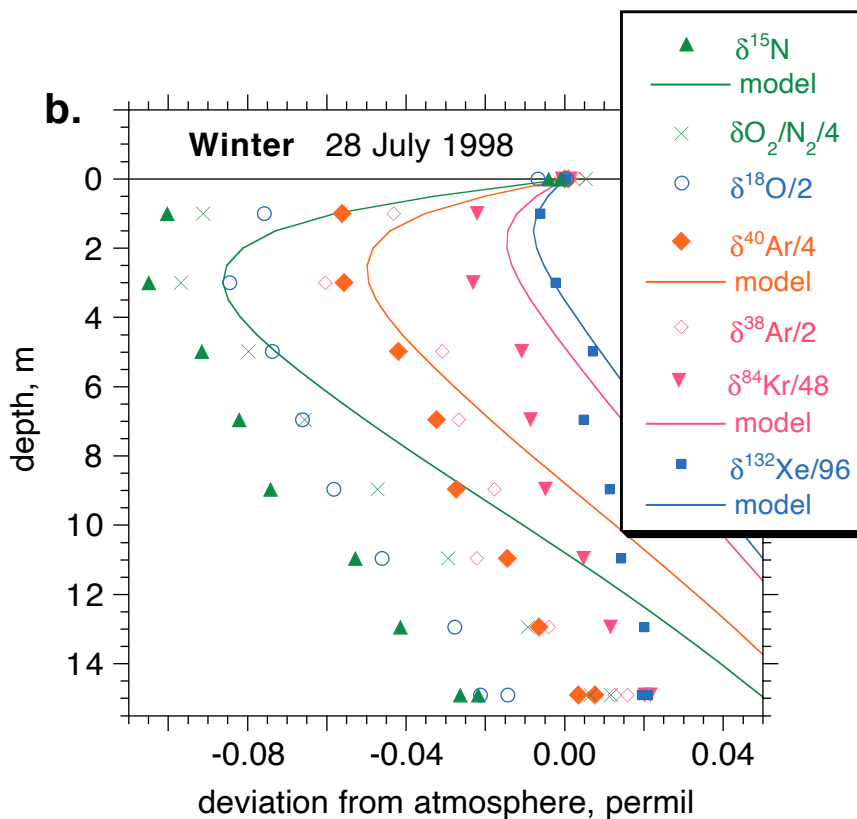 b.
Winter 28 July 1998
δ¹⁵N
model
δO₂/N₂/4
δ¹⁸O/2
δ⁴⁰Ar/4
model
δ³⁸Ar/2
δ⁸⁴Kr/48
model
δ¹³²Xe/96
model
0
2
4
6
8
10
12
14
depth, m
-0.08 -0.04 0.00 0.04
deviation from atmosphere, permil